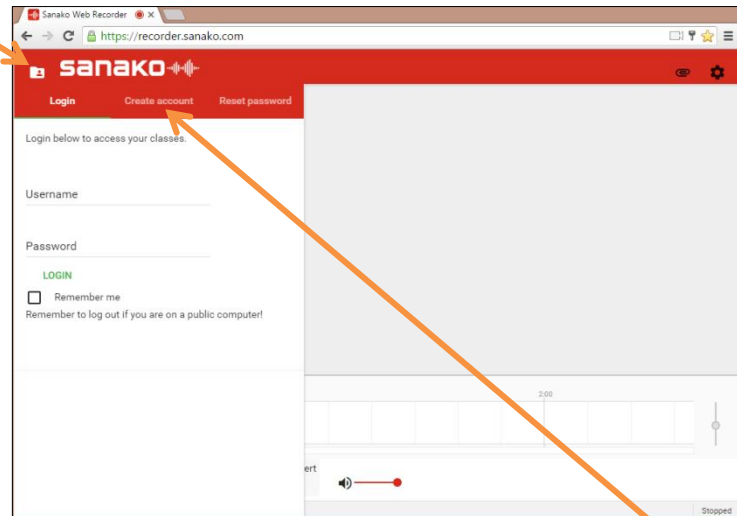 Sanako Web Recorder
https://recorder.sanako.com
sanako
Login Create account Reset password
Login below to access your classes.
Username
Password
LOGIN
Remember me
Remember to log out if you are on a public computer!
2:00
ert
Stopped